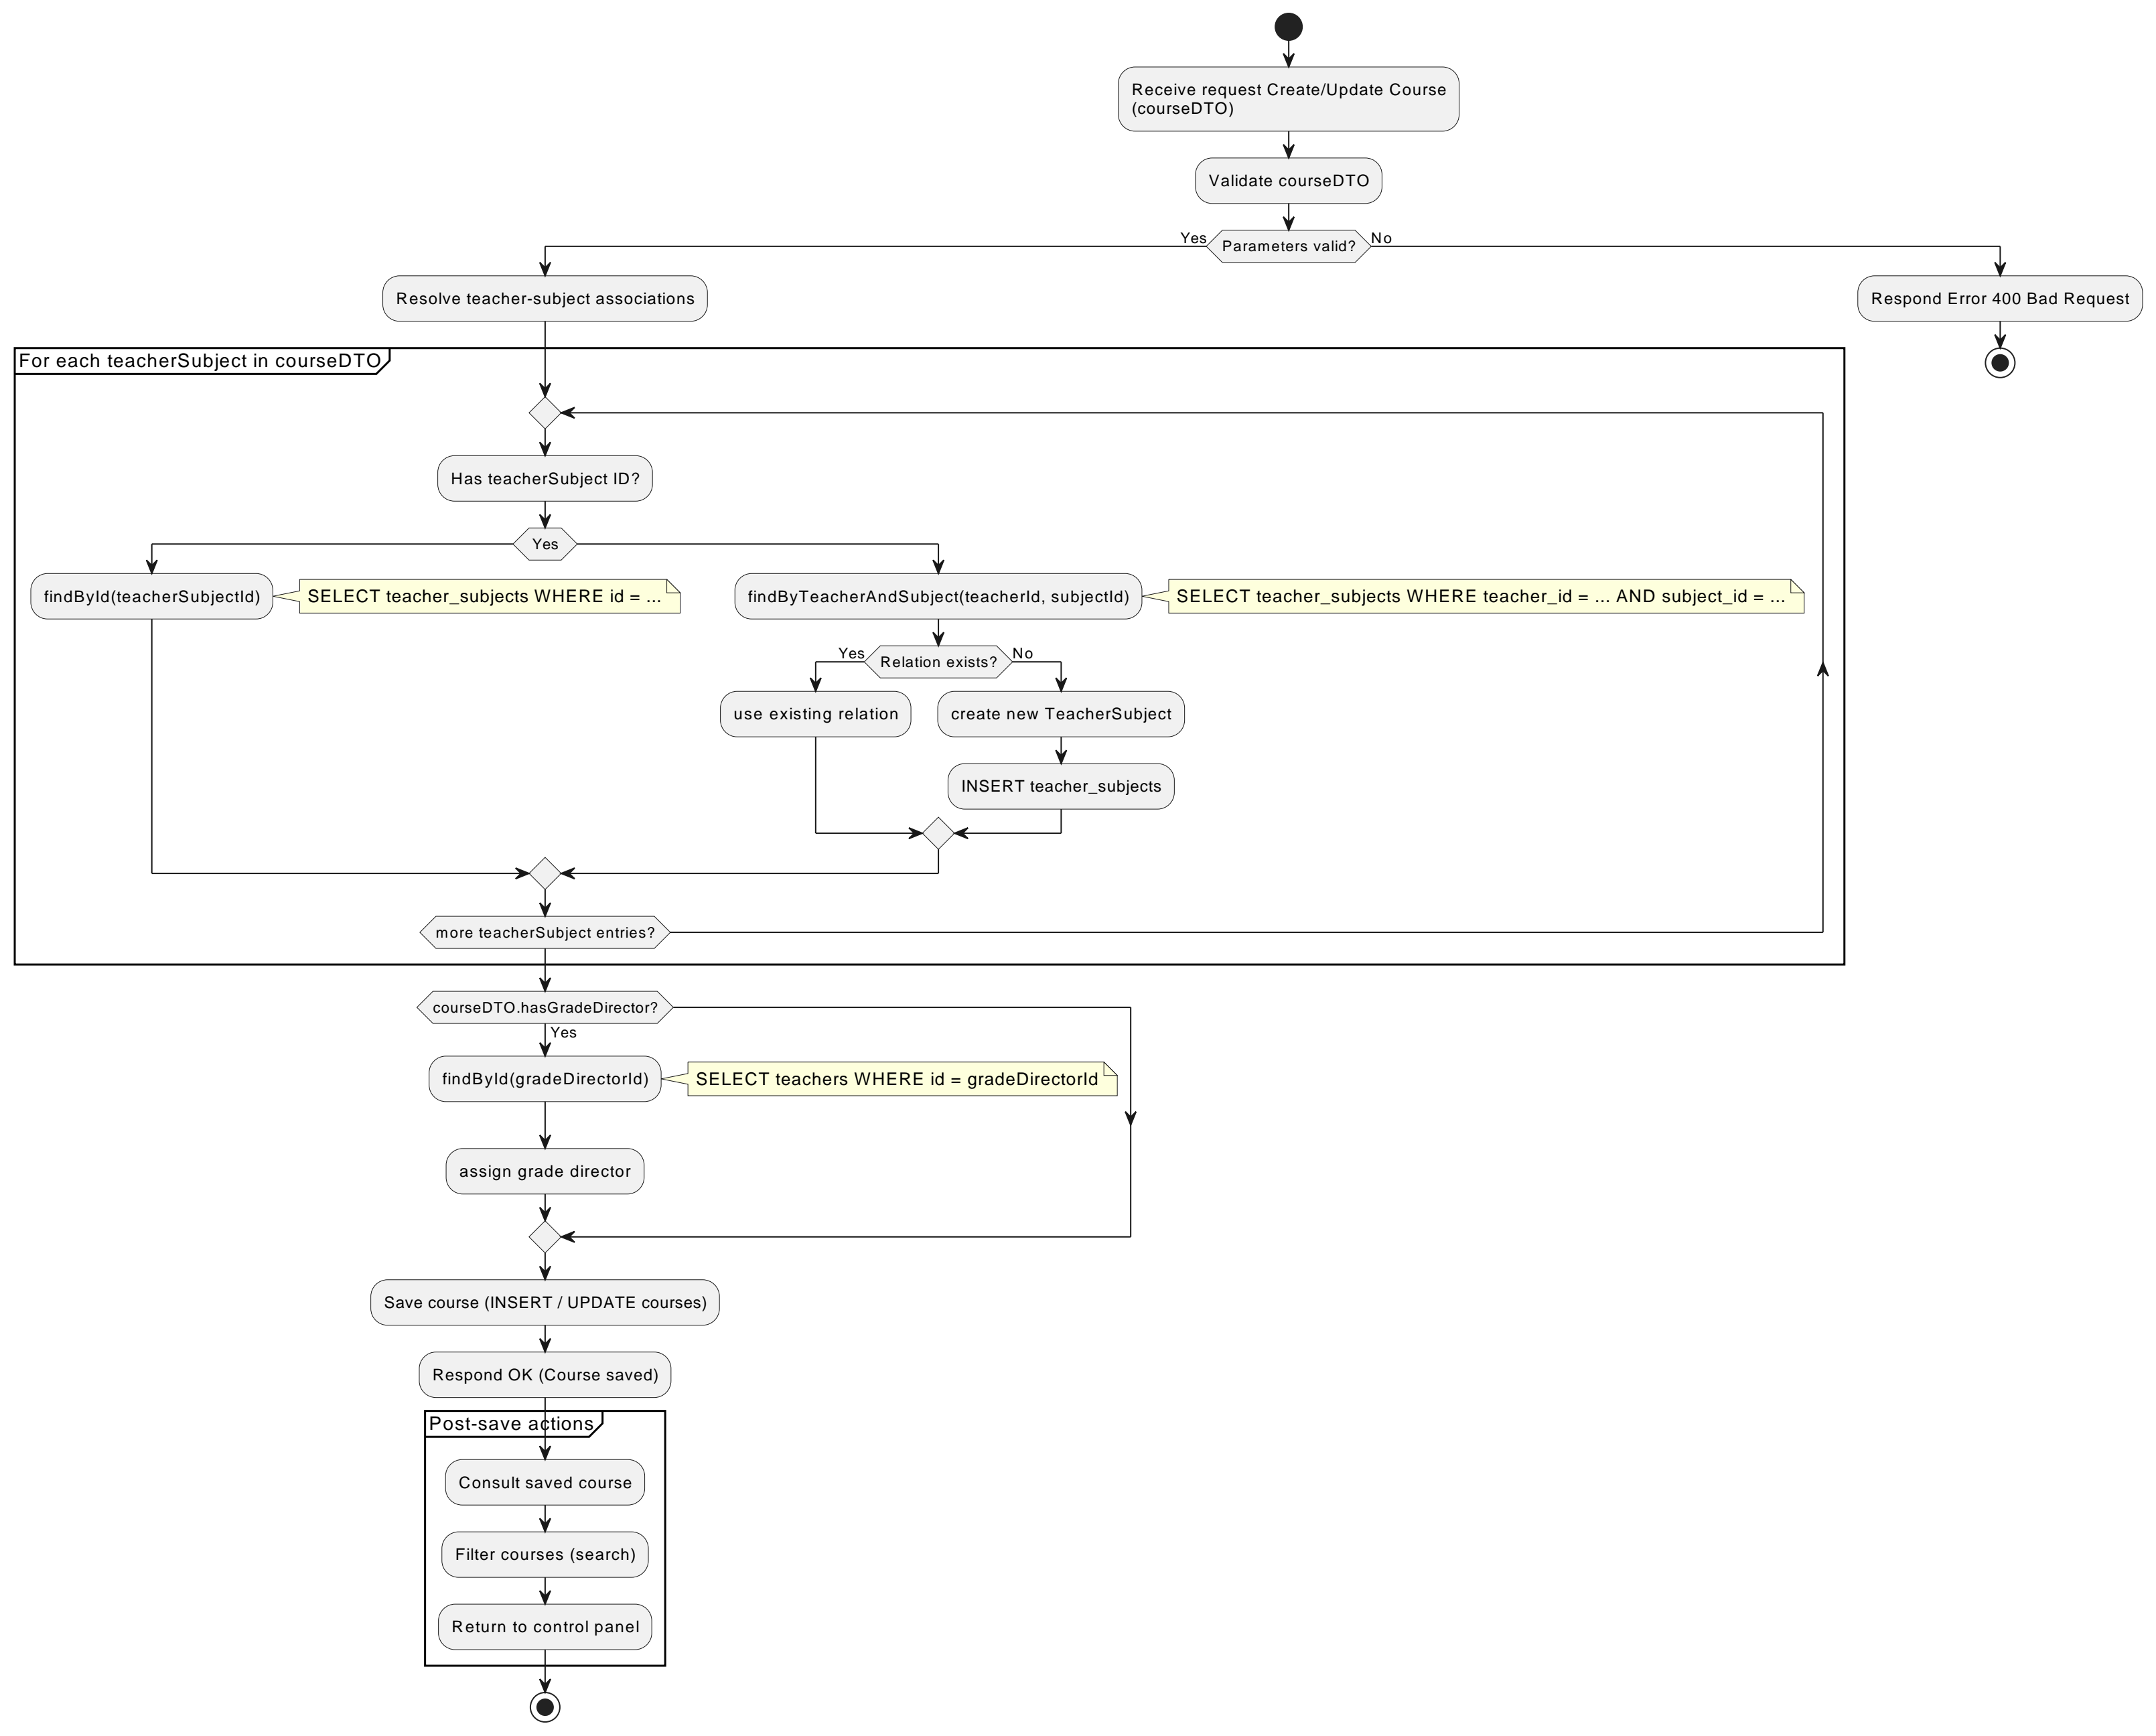 Receive request Create/Update Course
(courseDTO)
Validate courseDTO
Yes
Parameters valid?
No
Resolve teacher-subject associations
Respond Error 400 Bad Request
For each teacherSubject in courseDTO
Has teacherSubject ID?
Yes
findById(teacherSubjectId)
SELECT teacher_subjects WHERE id = ...
findByTeacherAndSubject(teacherId, subjectId)
SELECT teacher_subjects WHERE teacher_id = ... AND subject_id = ...
Yes
Relation exists?
No
use existing relation
create new TeacherSubject
INSERT teacher_subjects
more teacherSubject entries?
courseDTO.hasGradeDirector?
Yes
findById(gradeDirectorId)
SELECT teachers WHERE id = gradeDirectorId
assign grade director
Save course (INSERT / UPDATE courses)
Respond OK (Course saved)
Post-save actions
Consult saved course
Filter courses (search)
Return to control panel